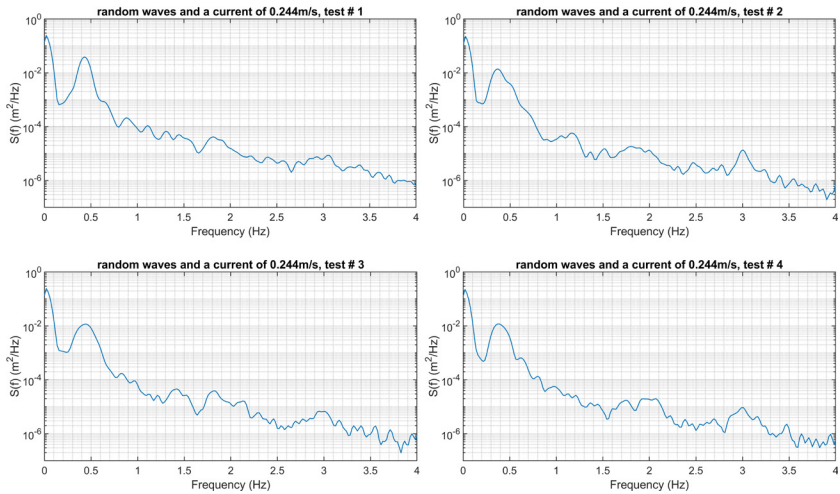 random waves and a current of 0.244m/s, test # 1
10^0
10^-2
10^-4
10^-6
S(f) (m^2/Hz)
0 0.5 1 1.5 2 2.5 3 3.5 4
Frequency (Hz)
random waves and a current of 0.244m/s, test # 2
10^0
10^-2
10^-4
10^-6
S(f) (m^2/Hz)
0 0.5 1 1.5 2 2.5 3 3.5 4
Frequency (Hz)
random waves and a current of 0.244m/s, test # 3
10^0
10^-2
10^-4
10^-6
S(f) (m^2/Hz)
0 0.5 1 1.5 2 2.5 3 3.5 4
Frequency (Hz)
random waves and a current of 0.244m/s, test # 4
10^0
10^-2
10^-4
10^-6
S(f) (m^2/Hz)
0 0.5 1 1.5 2 2.5 3 3.5 4
Frequency (Hz)